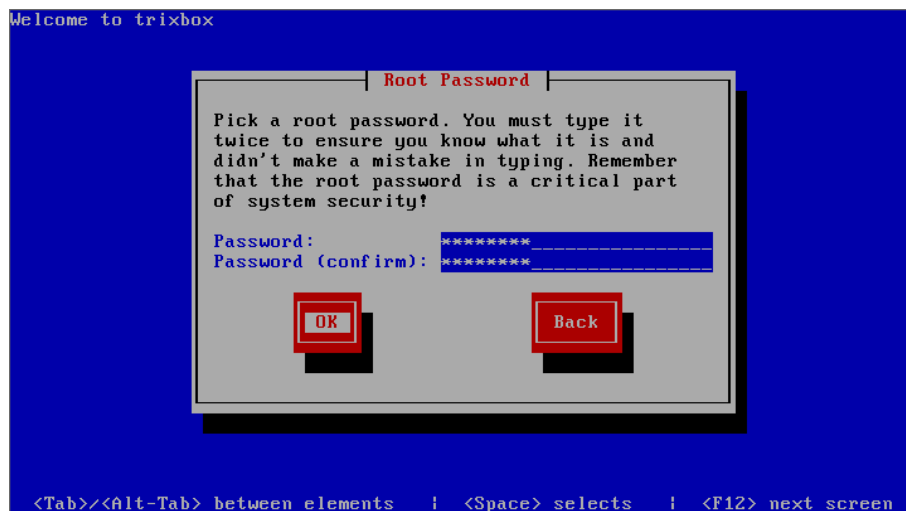 Welcome to trixbox
Root Password
Pick a root password. You must type it
twice to ensure you know what it is and
didn't make a mistake in typing. Remember
that the root password is a critical part
of system security!
Password: ********____________
Password (confirm): ********____________
OK Back
<Tab>/<Alt-Tab> between elements | <Space> selects | <F12> next screen